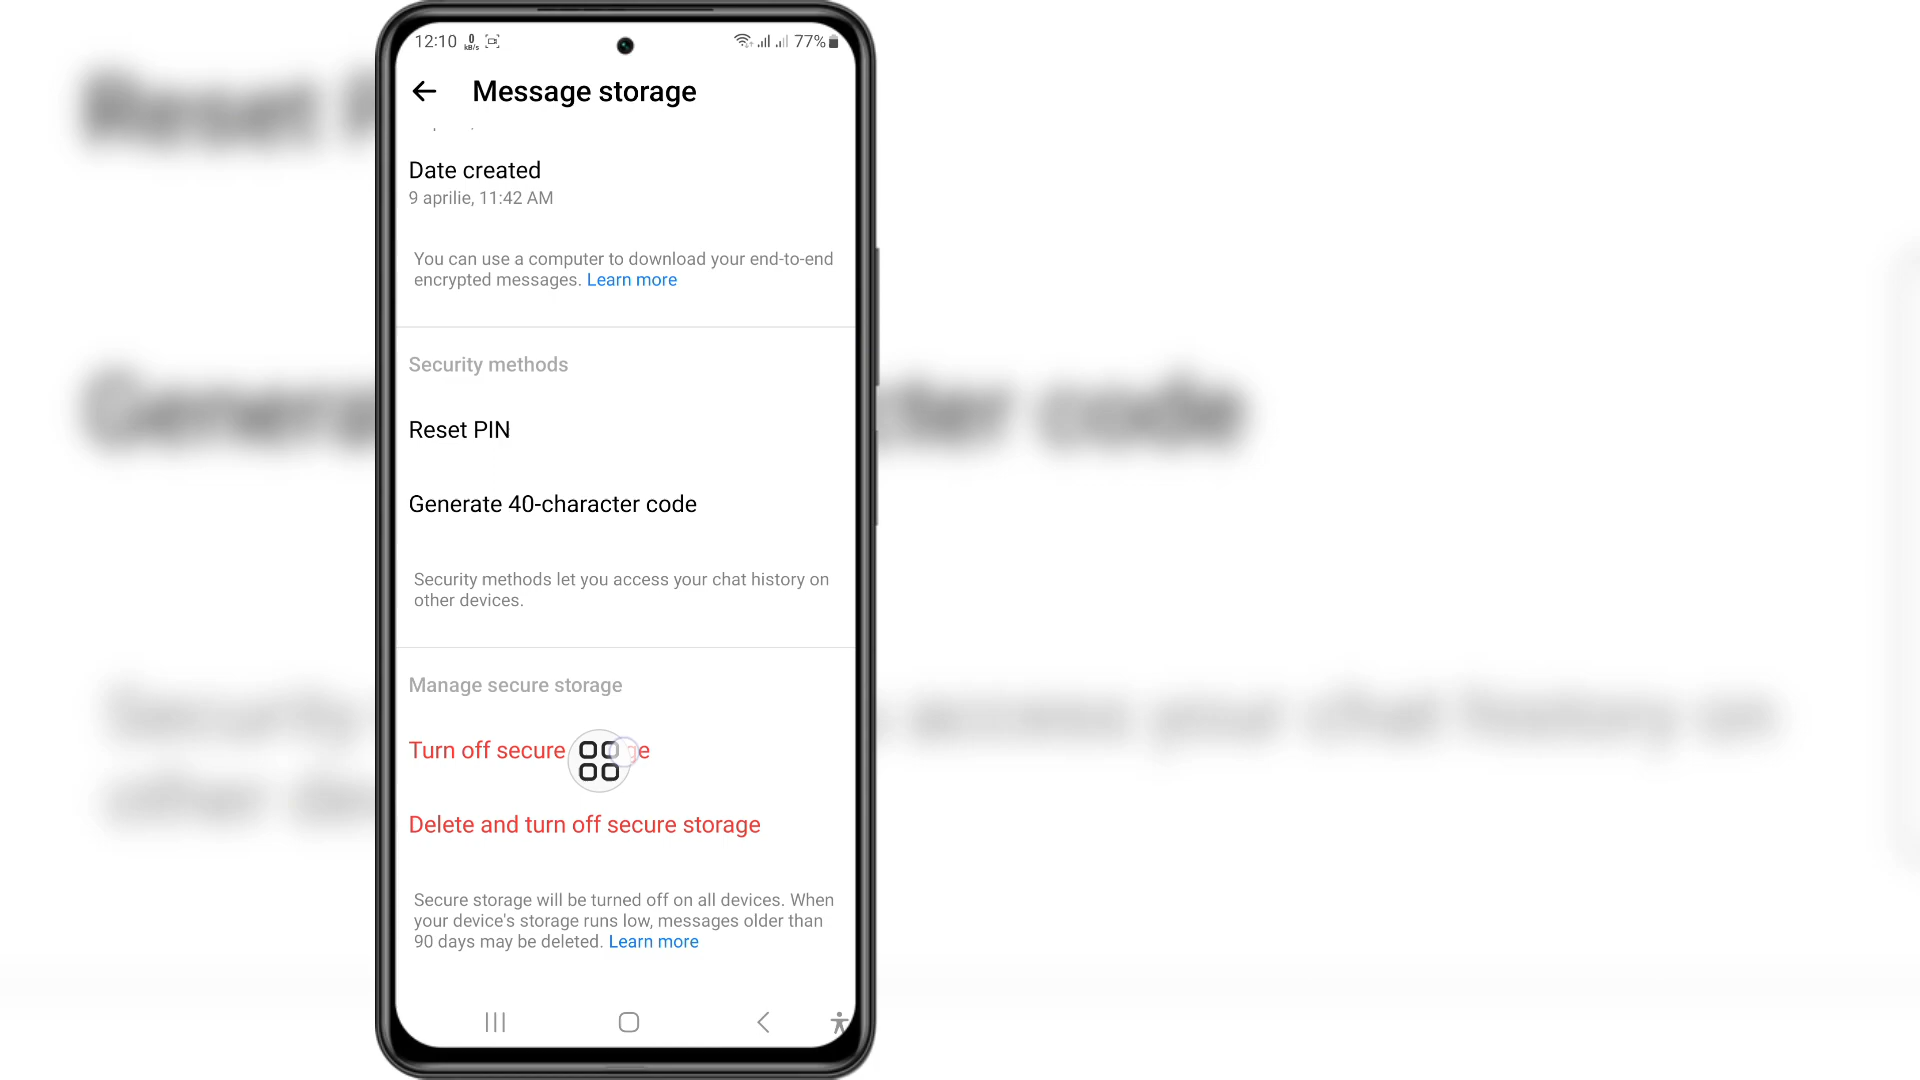 12:10 0 kB/s 77%
Message storage
Date created
9 aprilie, 11:42 AM
You can use a computer to download your end-to-end
encrypted messages. Learn more
Security methods
Reset PIN
Generate 40-character code
Security methods let you access your chat history on
other devices.
Manage secure storage
Turn off secure ge
Delete and turn off secure storage
Secure storage will be turned off on all devices. When
your device's storage runs low, messages older than
90 days may be deleted. Learn more